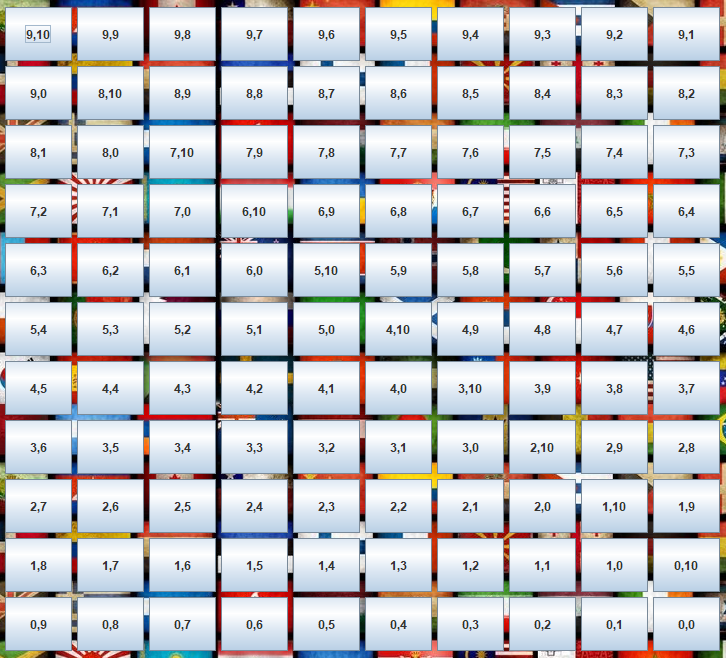 9,10 9,9 9,8 9,7 9,6 9,5 9,4 9,3 9,2 9,1
9,0 8,10 8,9 8,8 8,7 8,6 8,5 8,4 8,3 8,2
8,1 8,0 7,10 7,9 7,8 7,7 7,6 7,5 7,4 7,3
7,2 7,1 7,0 6,10 6,9 6,8 6,7 6,6 6,5 6,4
6,3 6,2 6,1 6,0 5,10 5,9 5,8 5,7 5,6 5,5
5,4 5,3 5,2 5,1 5,0 4,10 4,9 4,8 4,7 4,6
4,5 4,4 4,3 4,2 4,1 4,0 3,10 3,9 3,8 3,7
3,6 3,5 3,4 3,3 3,2 3,1 3,0 2,10 2,9 2,8
2,7 2,6 2,5 2,4 2,3 2,2 2,1 2,0 1,10 1,9
1,8 1,7 1,6 1,5 1,4 1,3 1,2 1,1 1,0 0,10
0,9 0,8 0,7 0,6 0,5 0,4 0,3 0,2 0,1 0,0